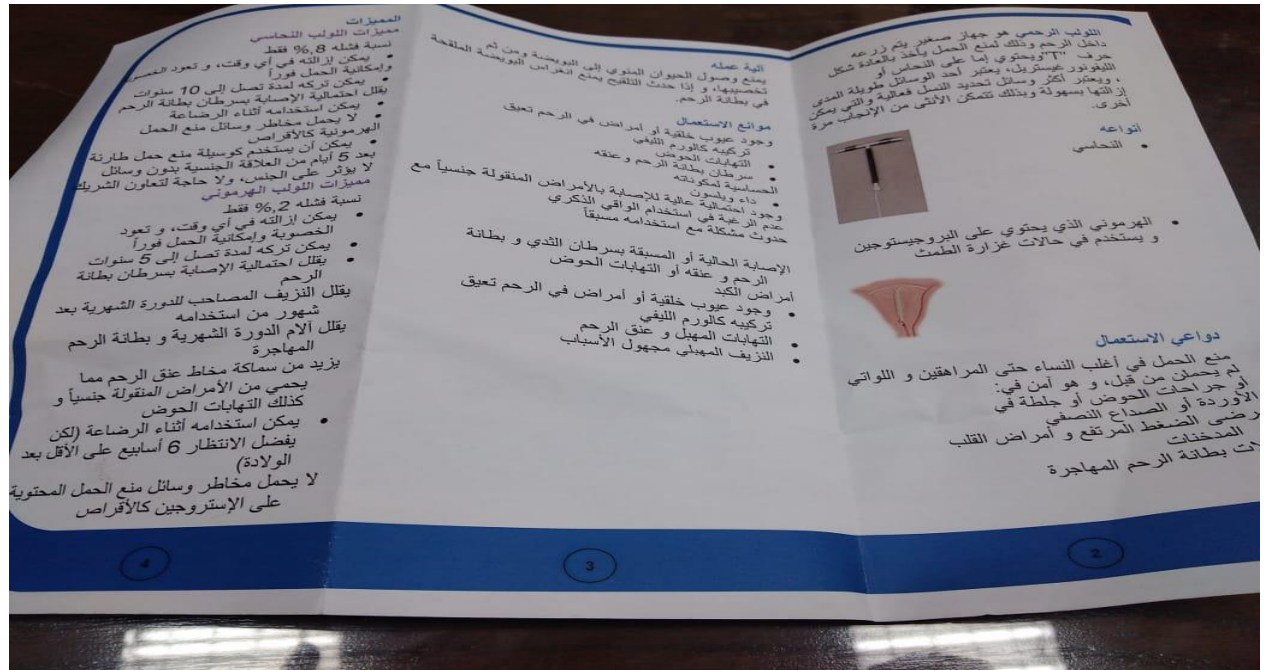 اللولب الرحمي هو جهاز صغير يتم زرعه
داخل الرحم وذلك لمنع الحمل يأخذ بالعادة شكل
حرف "T" ويحتوي إما على النحاس أو
الليفونورغيستريل، يعتبر أحد الوسائل طويلة المدى
، ويعتبر أكثر وسائل تحديد النسل فعالية والتي يمكن
إزالتها بسهولة وبذلك تتمكن الأنثى من الإنجاب مرة
أخرى.
أنواعه
• النحاسي
• الهرموني الذي يحتوي على البروجيستوجين
و يستخدم في حالات غزارة الطمث
دواعي الاستعمال
منع الحمل في أغلب النساء حتى المراهقين و اللواتي
لم يحملن من قبل، و هو آمن في:
أو جراحات الحوض أو جلطة في
الأوردة أو الصداع النصفي
الضغط المرتفع و أمراض القلب
المدخنات
بطانة الرحم المهاجرة
2
الية عمله
يمنع وصول الحيوان المنوي إلى البويضة ومن ثم
تخصيبها، و إذا حدث التلقيح يمنع انغراس البويضة الملقحة
في بطانة الرحم.
موانع الاستعمال
وجود عيوب خلقية أو أمراض في الرحم تعيق
تركيبه كالورم الليفي
• التهابات الحوض
• سرطان بطانة الرحم وعنقه
الحساسية لمكوناته
• داء ويلسون
وجود احتمالية عالية للإصابة بالأمراض المنقولة جنسياً مع
عدم الرغبة في استخدام الواقي الذكري
حدوث مشكلة مع استخدامه مسبقاً
الإصابة الحالية أو المسبقة بسرطان الثدي و بطانة
الرحم و عنقه أو التهابات الحوض
أمراض الكبد
• وجود عيوب خلقية أو أمراض في الرحم تعيق
تركيبه كالورم الليفي
• التهابات المهبل و عنق الرحم
• النزيف المهبلي مجهول الأسباب
3
المميزات
مميزات اللولب النحاسي
نسبة فشله 8,% فقط
• يمكن إزالته في أي وقت، و تعود
وإمكانية الحمل فوراً
• يمكن تركه لمدة تصل إلى 10 سنوات
يقلل احتمالية الإصابة بسرطان بطانة الرحم
• يمكن استخدامه أثناء الرضاعة
• لا يحمل مخاطر وسائل منع الحمل
الهرمونية كالأقراص
• يمكن أن يستخدم كوسيلة منع حمل طارئة
بعد 5 أيام من العلاقة الجنسية بدون وسائل
لا يؤثر على الجنس، ولا حاجة لتعاون الشريك
مميزات اللولب الهرموني
نسبة فشله 2,% فقط
• يمكن إزالته في أي وقت، و تعود
الخصوية وإمكانية الحمل فوراً
• يمكن تركه لمدة تصل إلى 5 سنوات
• يقلل احتمالية الإصابة بسرطان بطانة
الرحم
يقلل النزيف المصاحب للدورة الشهرية بعد
شهور من استخدامه
يقلل آلام الدورة الشهرية و بطانة الرحم
المهاجرة
يزيد من سماكة مخاط عنق الرحم مما
يحمي من الأمراض المنقولة جنسياً و
كذلك التهابات الحوض
• يمكن استخدامه أثناء الرضاعة (لكن
يفضل الانتظار 6 أسابيع على الأقل بعد
الولادة)
لا يحمل مخاطر وسائل منع الحمل المحتوية
على الإستروجين كالأقراص
4